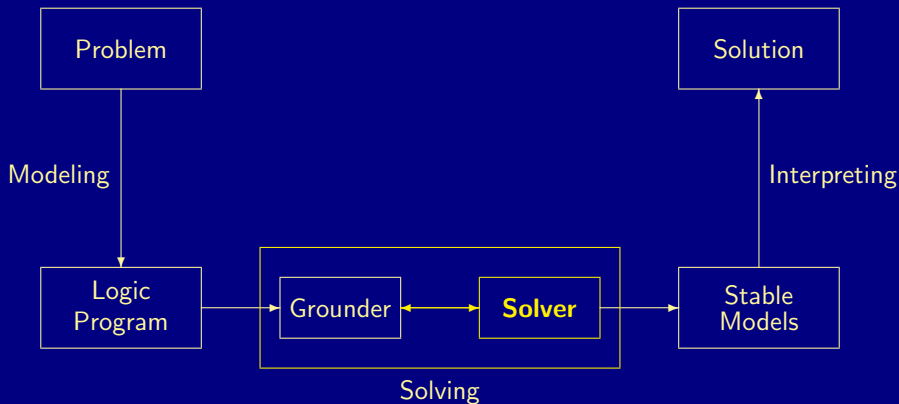 Problem
Solution
Modeling
Interpreting
Logic
Program
Grounder
Solver
Stable
Models
Solving